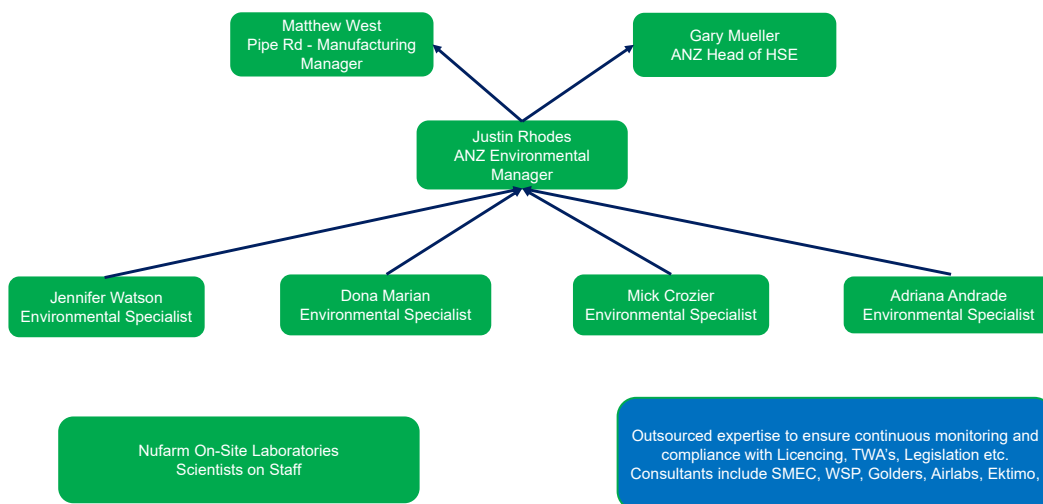 Matthew West
Pipe Rd - Manufacturing
Manager
Gary Mueller
ANZ Head of HSE
Justin Rhodes
ANZ Environmental
Manager
Jennifer Watson
Environmental Specialist
Dona Marian
Environmental Specialist
Mick Crozier
Environmental Specialist
Adriana Andrade
Environmental Specialist
Nufarm On-Site Laboratories
Scientists on Staff
Outsourced expertise to ensure continuous monitoring and
compliance with Licencing, TWA's, Legislation etc.
Consultants include SMEC, WSP, Golders, Airlabs, Ektimo,